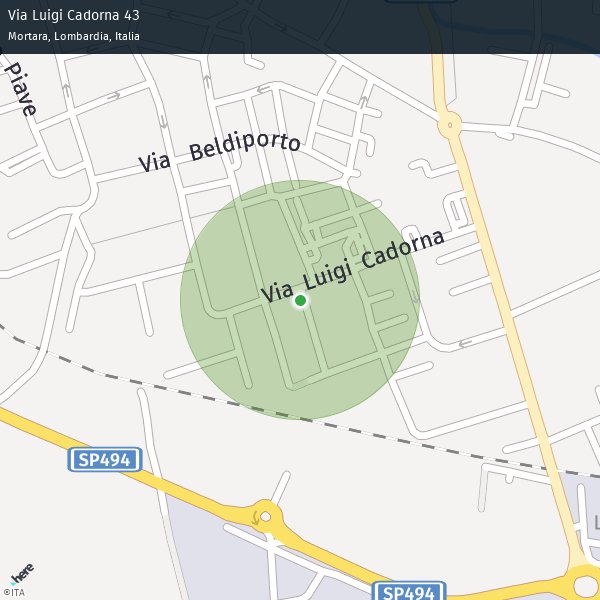 Via Luigi Cadorna 43
Mortara, Lombardia, Italia
Piave
Via Beldiporto
Via Luigi Cadorna
SP494
SP494
L
here
©ITA